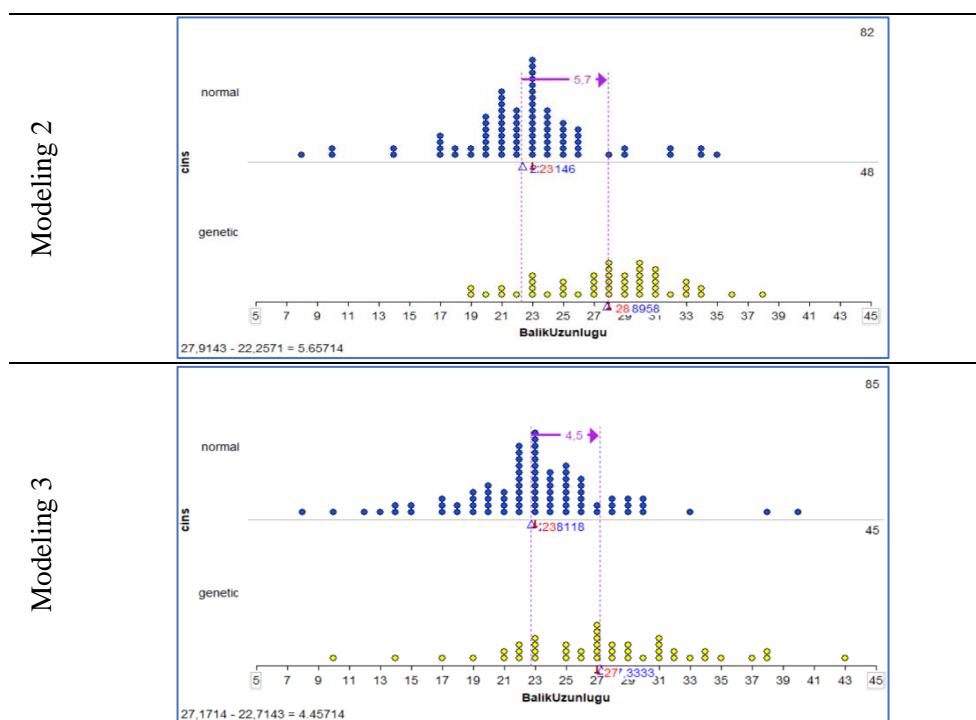 Modeling 2
82
5,7
normal
cins
23146
48
genetic
5 7 9 11 13 15 17 19 21 23 25 27 29 31 33 35 37 39 41 43 45
28 8958
BalikUzunlugu
27,9143 - 22,2571 = 5.65714
Modeling 3
85
4,5
normal
cins
238118
45
genetic
5 7 9 11 13 15 17 19 21 23 25 27 29 31 33 35 37 39 41 43 45
,3333
BalikUzunlugu
27,1714 - 22,7143 = 4.45714